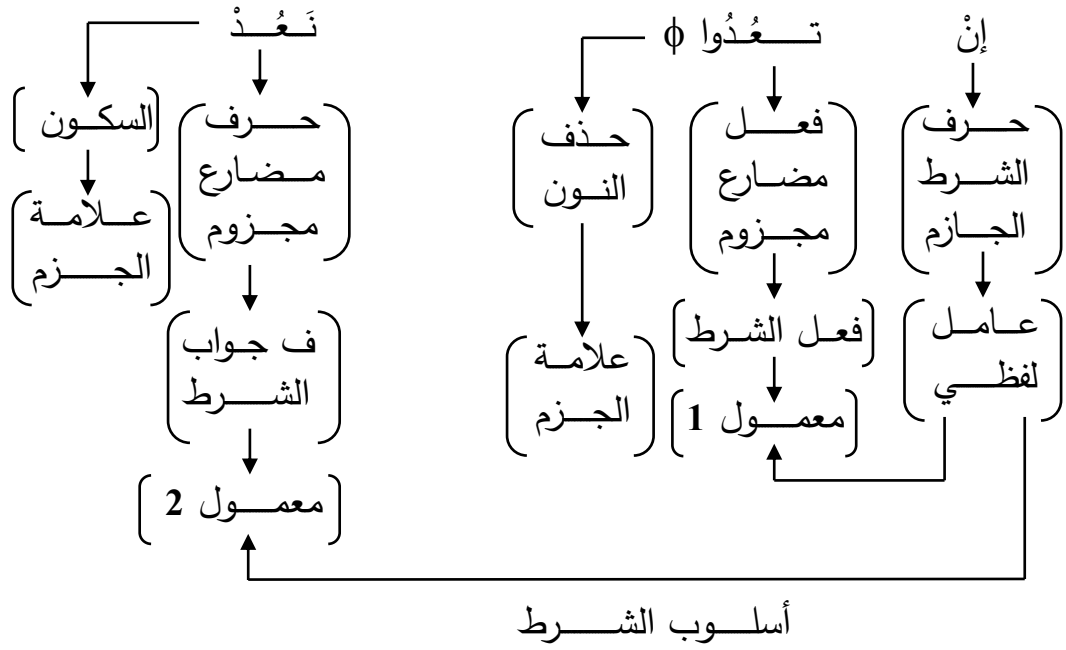 إنْ
تعُدُوا ϕ
نَعُدْ
حرف
الشرط
الجازم
عامل
لفظي
فعل
مضارع
مجزوم
فعل الشرط
معمول 1
حذف
النون
علامة
الجزم
حرف
مضارع
مجزوم
ف جواب
الشرط
معمول 2
السكون
علامة
الجزم
أسلوب الشرط